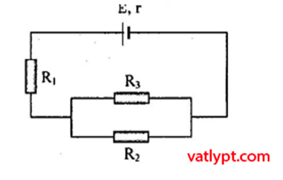 E, r
R₁
R₃
R₂
vatlypt.com